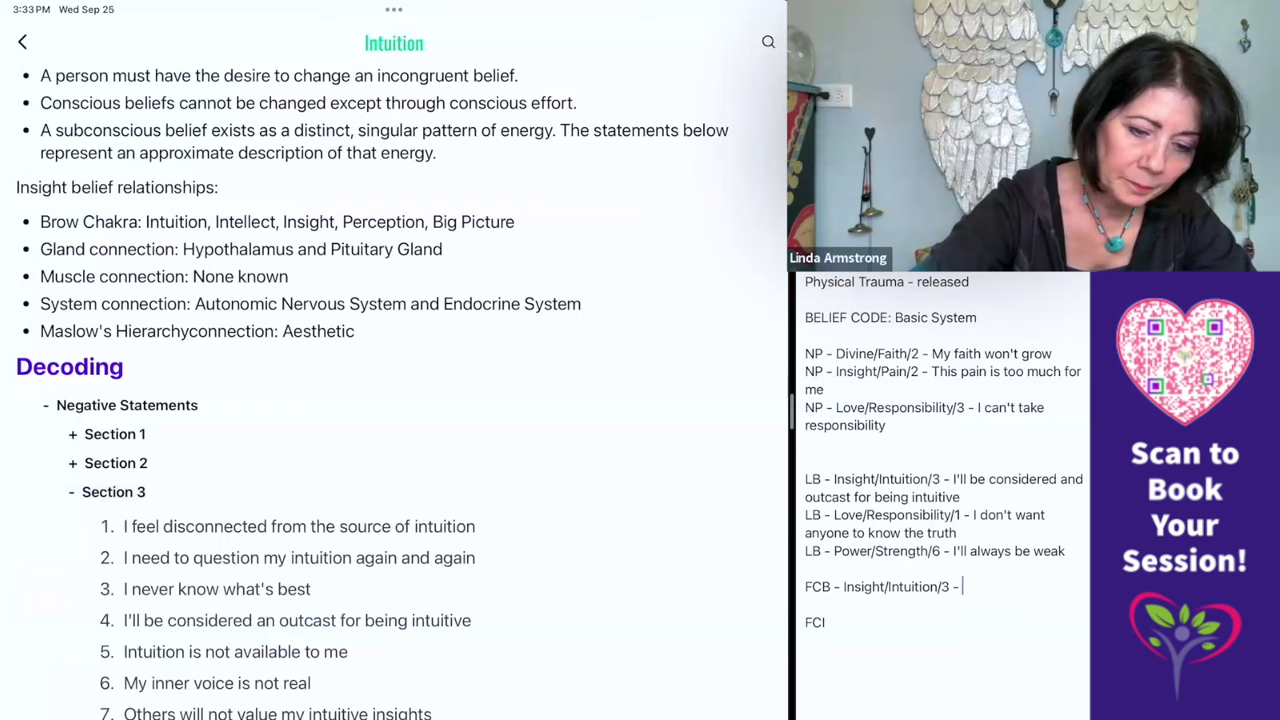 3:33 PM Wed Sep 25
Intuition
• A person must have the desire to change an incongruent belief.
• Conscious beliefs cannot be changed except through conscious effort.
• A subconscious belief exists as a distinct, singular pattern of energy. The statements below
represent an approximate description of that energy.
Insight belief relationships:
• Brow Chakra: Intuition, Intellect, Insight, Perception, Big Picture
• Gland connection: Hypothalamus and Pituitary Gland
• Muscle connection: None known
• System connection: Autonomic Nervous System and Endocrine System
• Maslow's Hierarchyconnection: Aesthetic
Decoding
- Negative Statements
+ Section 1
+ Section 2
- Section 3
1. I feel disconnected from the source of intuition
2. I need to question my intuition again and again
3. I never know what's best
4. I'll be considered an outcast for being intuitive
5. Intuition is not available to me
6. My inner voice is not real
7. Others will not value my intuitive insights
Linda Armstrong
Physical Trauma - released
BELIEF CODE: Basic System
NP - Divine/Faith/2 - My faith won't grow
NP - Insight/Pain/2 - This pain is too much for
me
NP - Love/Responsibility/3 - I can't take
responsibility
LB - Insight/Intuition/3 - I'll be considered and
outcast for being intuitive
LB - Love/Responsibility/1 - I don't want
anyone to know the truth
LB - Power/Strength/6 - I'll always be weak
FCB - Insight/Intuition/3 -
FCI
Scan to
Book
Your
Session!